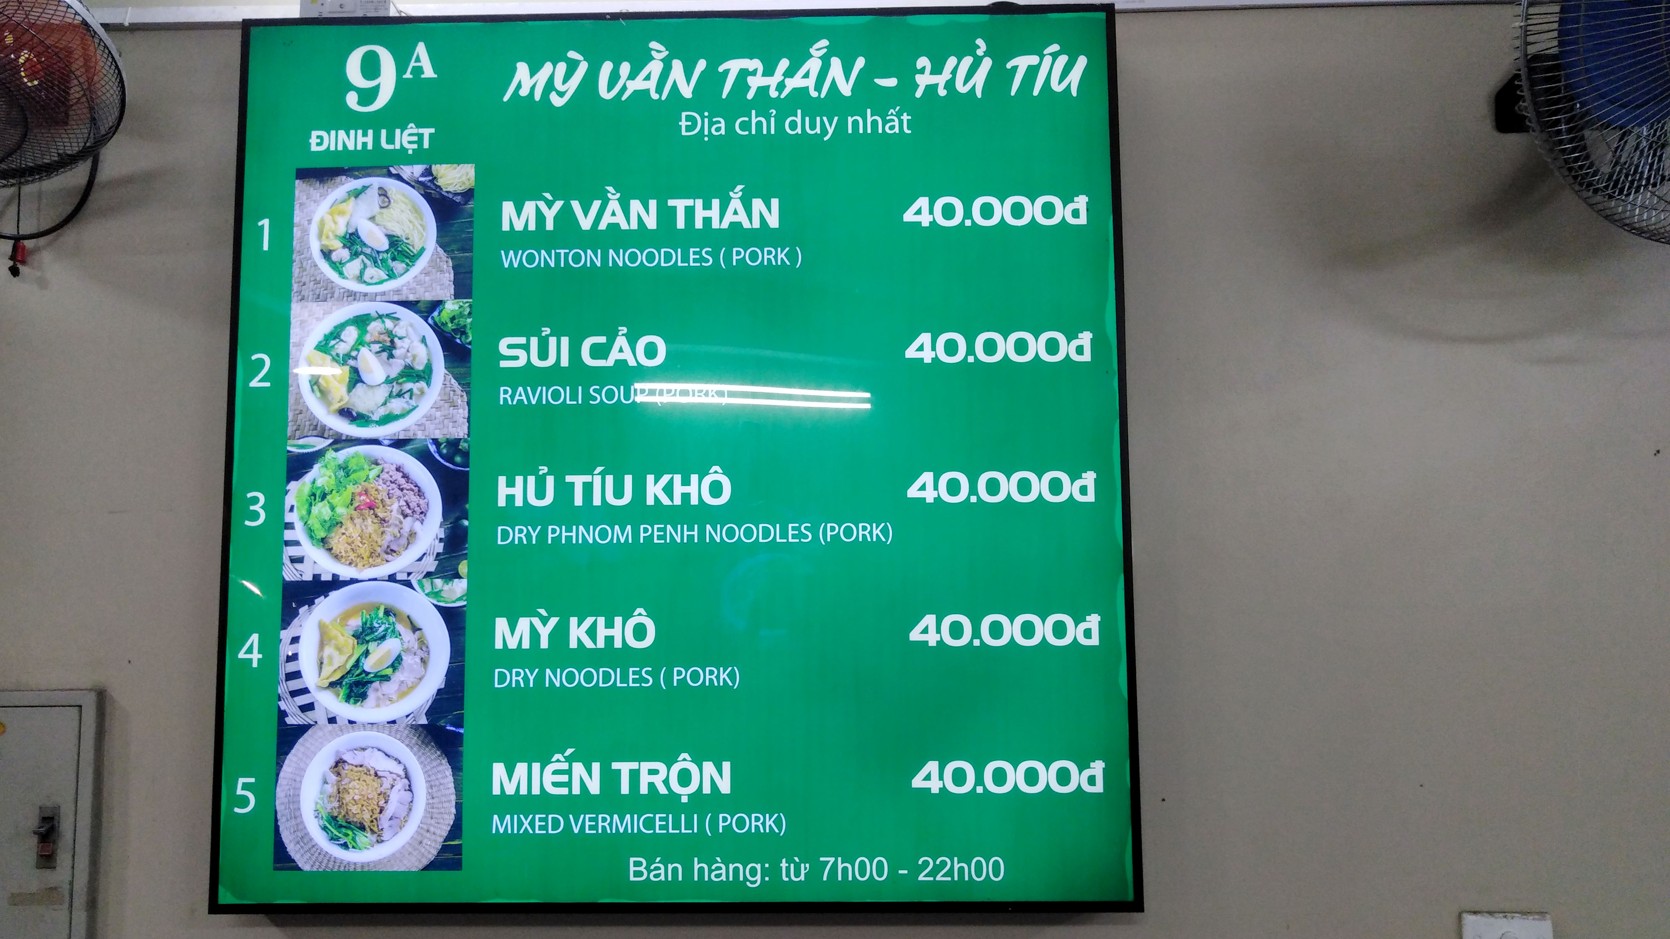 9A
ĐINH LIỆT
MỲ VẰN THẮN - HỦ TÍU
Địa chỉ duy nhất
1
MỲ VẰN THẮN 40.000đ
WONTON NOODLES ( PORK )
2
SỦI CẢO 40.000đ
RAVIOLI SOUP (PORK)
3
HỦ TÍU KHÔ 40.000đ
DRY PHNOM PENH NOODLES (PORK)
4
MỲ KHÔ 40.000đ
DRY NOODLES ( PORK)
5
MIẾN TRỘN 40.000đ
MIXED VERMICELLI ( PORK)
Bán hàng: từ 7h00 - 22h00